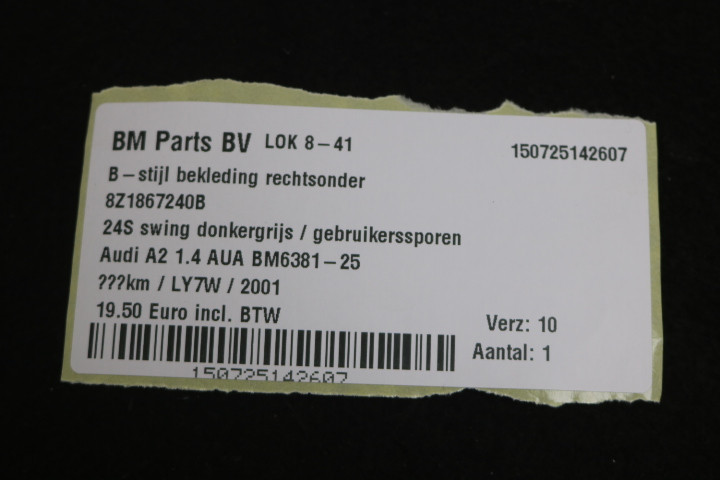 BM Parts BV LOK 8-41 150725142607
B-stijl bekleding rechtsonder
8Z1867240B
24S swing donkergrijs / gebruikerssporen
Audi A2 1.4 AUA BM6381-25
???km / LY7W / 2001
19.50 Euro incl. BTW
Verz: 10
Aantal: 1
150725142607